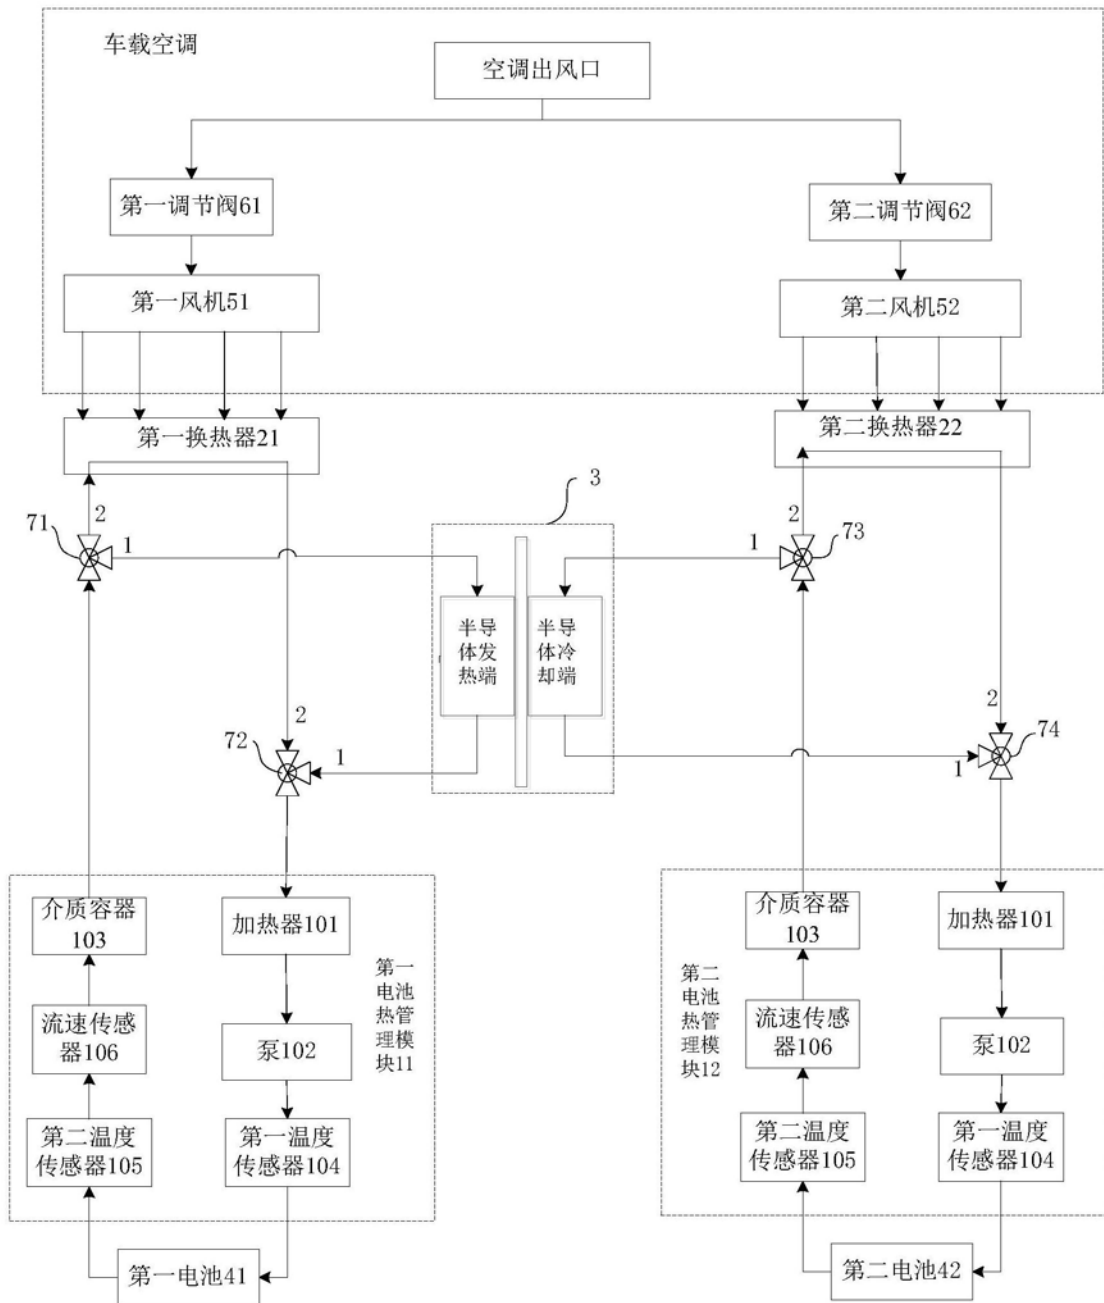 车载空调
空调出风口
第一调节阀61
第二调节阀62
第一风机51
第二风机52
第一换热器21
第二换热器22
3
71
2
1
1
2
73
半导
体发
热端
半导
体冷
却端
72
2
1
2
1
74
介质容器
103
加热器101
第一
电池
热管
理模
块11
流速传感
器106
泵102
第二温度
传感器105
第一温度
传感器104
第一电池41
介质容器
103
加热器101
第二
电池
热管
理模
块12
流速传感
器106
泵102
第二温度
传感器105
第一温度
传感器104
第二电池42